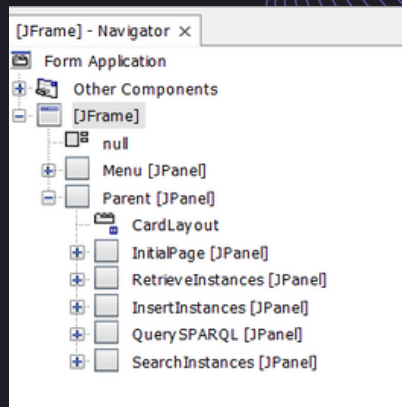 [JFrame] - Navigator ×
Form Application
Other Components
[JFrame]
null
Menu [JPanel]
Parent [JPanel]
CardLayout
InitialPage [JPanel]
RetrieveInstances [JPanel]
InsertInstances [JPanel]
QuerySPARQL [JPanel]
SearchInstances [JPanel]